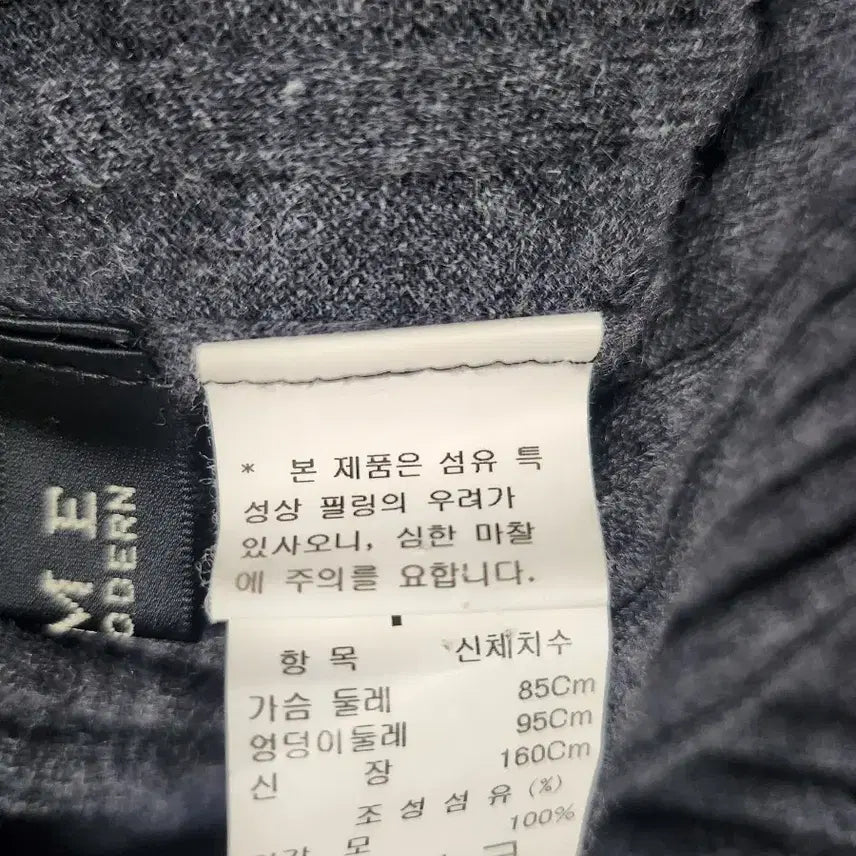 * 본 제품은 섬유 특
성상 필링의 우려가
있사오니, 심한 마찰
에 주의를 요합니다.
항 목 신체치수
가슴 둘레 85Cm
엉덩이둘레 95Cm
신 장 160Cm
조 성 섬 유 (%)
모 100%
M E
ODERN